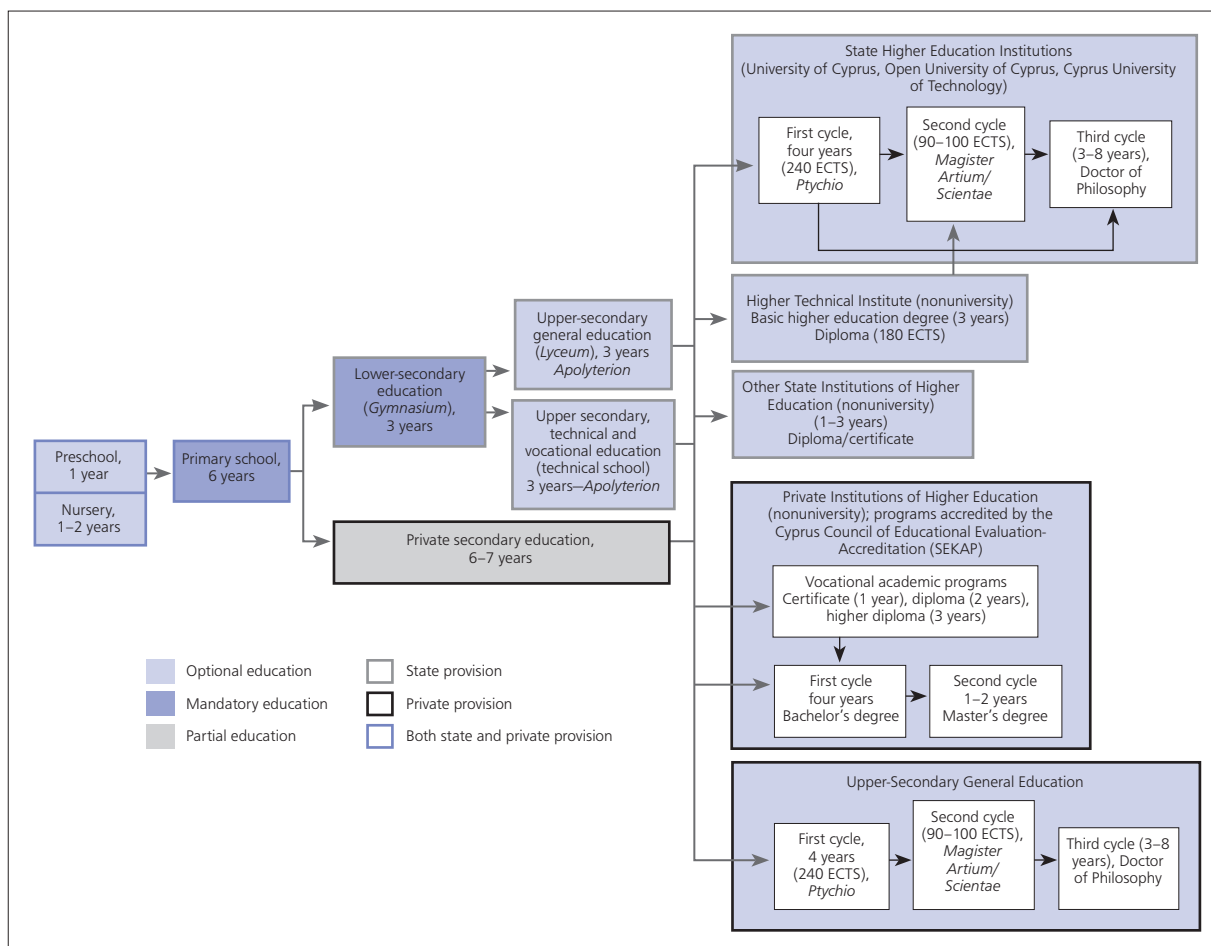 State Higher Education Institutions
(University of Cyprus, Open University of Cyprus, Cyprus University
of Technology)
First cycle,
four years
(240 ECTS),
Ptychio
Second cycle
(90–100 ECTS),
Magister
Artium/
Scientae
Third cycle
(3–8 years),
Doctor of
Philosophy
Higher Technical Institute (nonuniversity)
Basic higher education degree (3 years)
Diploma (180 ECTS)
Upper-secondary
general education
(Lyceum), 3 years
Apolyterion
Lower-secondary
education
(Gymnasium),
3 years
Other State Institutions of Higher
Education (nonuniversity)
(1–3 years)
Diploma/certificate
Upper secondary,
technical and
vocational education
(technical school)
3 years—Apolyterion
Preschool,
1 year
Nursery,
1–2 years
Primary school,
6 years
Private secondary education,
6–7 years
Private Institutions of Higher Education
(nonuniversity); programs accredited by the
Cyprus Council of Educational Evaluation-
Accreditation (SEKAP)
Vocational academic programs
Certificate (1 year), diploma (2 years),
higher diploma (3 years)
First cycle
four years
Bachelor's degree
Second cycle
1–2 years
Master's degree
Optional education
Mandatory education
Partial education
State provision
Private provision
Both state and private provision
Upper-Secondary General Education
First cycle,
4 years
(240 ECTS),
Ptychio
Second cycle
(90–100 ECTS),
Magister
Artium/
Scientae
Third cycle (3–8
years), Doctor
of Philosophy